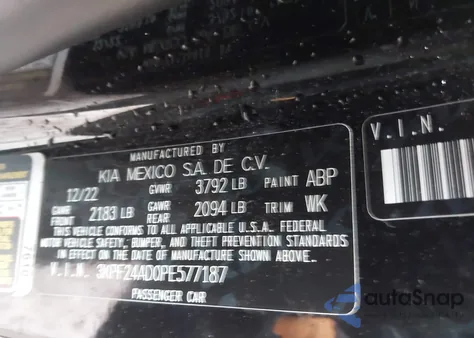 MANUFACTURED BY
KIA MEXICO S.A. DE C.V.
12/22 GVWR 3792 LB PAINT ABP
GAWR FRONT 2183 LB GAWR REAR 2094 LB TRIM WK
THIS VEHICLE CONFORMS TO ALL APPLICABLE U.S.A. FEDERAL
MOTOR VEHICLE SAFETY, BUMPER, AND THEFT PREVENTION STANDARDS
IN EFFECT ON THE DATE OF MANUFACTURE SHOWN ABOVE.
V.I.N. 3KPF24AD0PE577187
PASSENGER CAR
V.I.N.
autoSnap